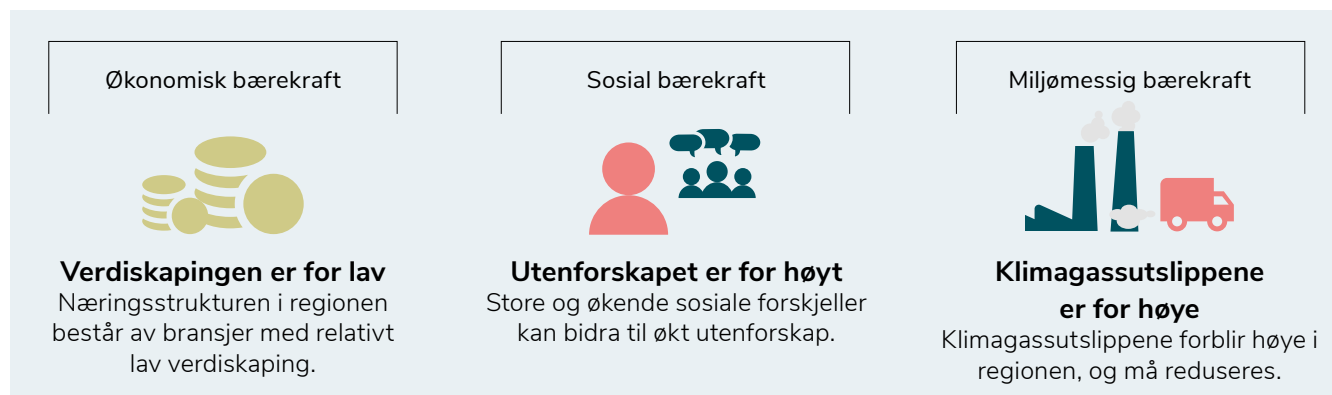 Økonomisk bærekraft
Verdiskapingen er for lav
Næringsstrukturen i regionen
består av bransjer med relativt
lav verdiskaping.
Sosial bærekraft
Utenforskapet er for høyt
Store og økende sosiale forskjeller
kan bidra til økt utenforskap.
Miljømessig bærekraft
Klimagassutslippene
er for høye
Klimagassutslippene forblir høye i
regionen, og må reduseres.